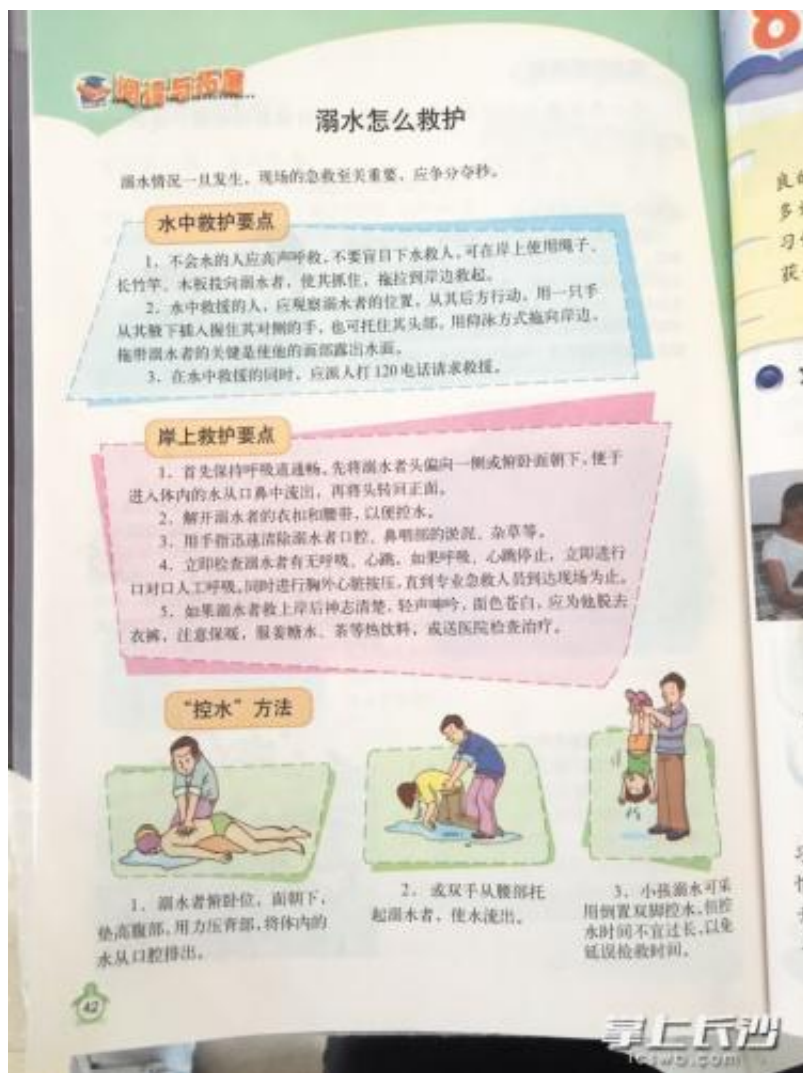 阅读与拓展
溺水怎么救护
溺水情况一旦发生，现场的急救至关重要，应争分夺秒。
水中救护要点
1．不会水的人应高声呼救，不要盲目下水救人，可在岸上使用绳子、
长竹竿、木板投向溺水者，使其抓住，拖拉到岸边救起。
2．水中救援的人，应观察溺水者的位置，从其后方行动，用一只手
从其腋下插入握住其对侧的手，也可托住其头部，用仰泳方式拖向岸边。
拖带溺水者的关键是使他的面部露出水面。
3．在水中救援的同时，应派人打120电话请求救援。
岸上救护要点
1．首先保持呼吸道通畅。先将溺水者头偏向一侧或俯卧面朝下，便于
进入体内的水从口鼻中流出，再将头转回正面。
2．解开溺水者的衣扣和腰带，以便控水。
3．用手指迅速清除溺水者口腔、鼻咽部的淤泥、杂草等。
4．立即检查溺水者有无呼吸、心跳，如果呼吸、心跳停止，立即进行
口对口人工呼吸，同时进行胸外心脏按压，直到专业急救人员到达现场为止。
5．如果溺水者救上岸后神志清楚，轻声呻吟，面色苍白，应为他脱去
衣裤，注意保暖，服姜糖水、茶等热饮料，或送医院检查治疗。
“控水”方法
1．溺水者俯卧位，面朝下，
垫高腹部，用力压背部，将体内的
水从口腔排出。
2．或双手从腰部托
起溺水者，使水流出。
3．小孩溺水可采
用倒置双脚控水，但控
水时间不宜过长，以免
延误抢救时间。
42
8
良的
多
习
获
掌上长沙
icswb.com